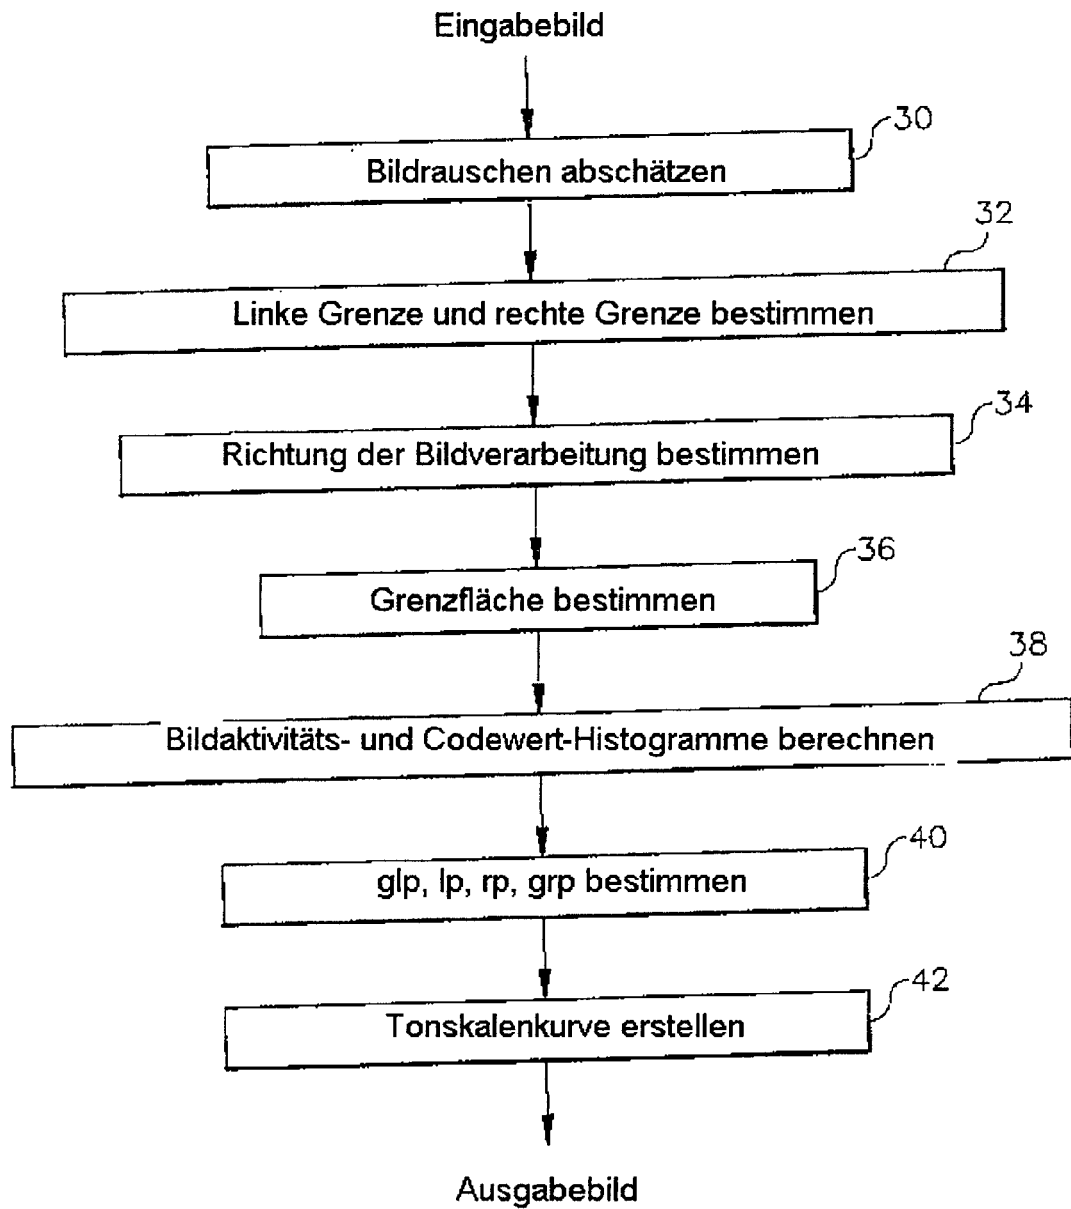 Eingabebild
30
Bildrauschen abschätzen
32
Linke Grenze und rechte Grenze bestimmen
34
Richtung der Bildverarbeitung bestimmen
36
Grenzfläche bestimmen
38
Bildaktivitäts- und Codewert-Histogramme berechnen
40
glp, lp, rp, grp bestimmen
42
Tonskalenkurve erstellen
Ausgabebild